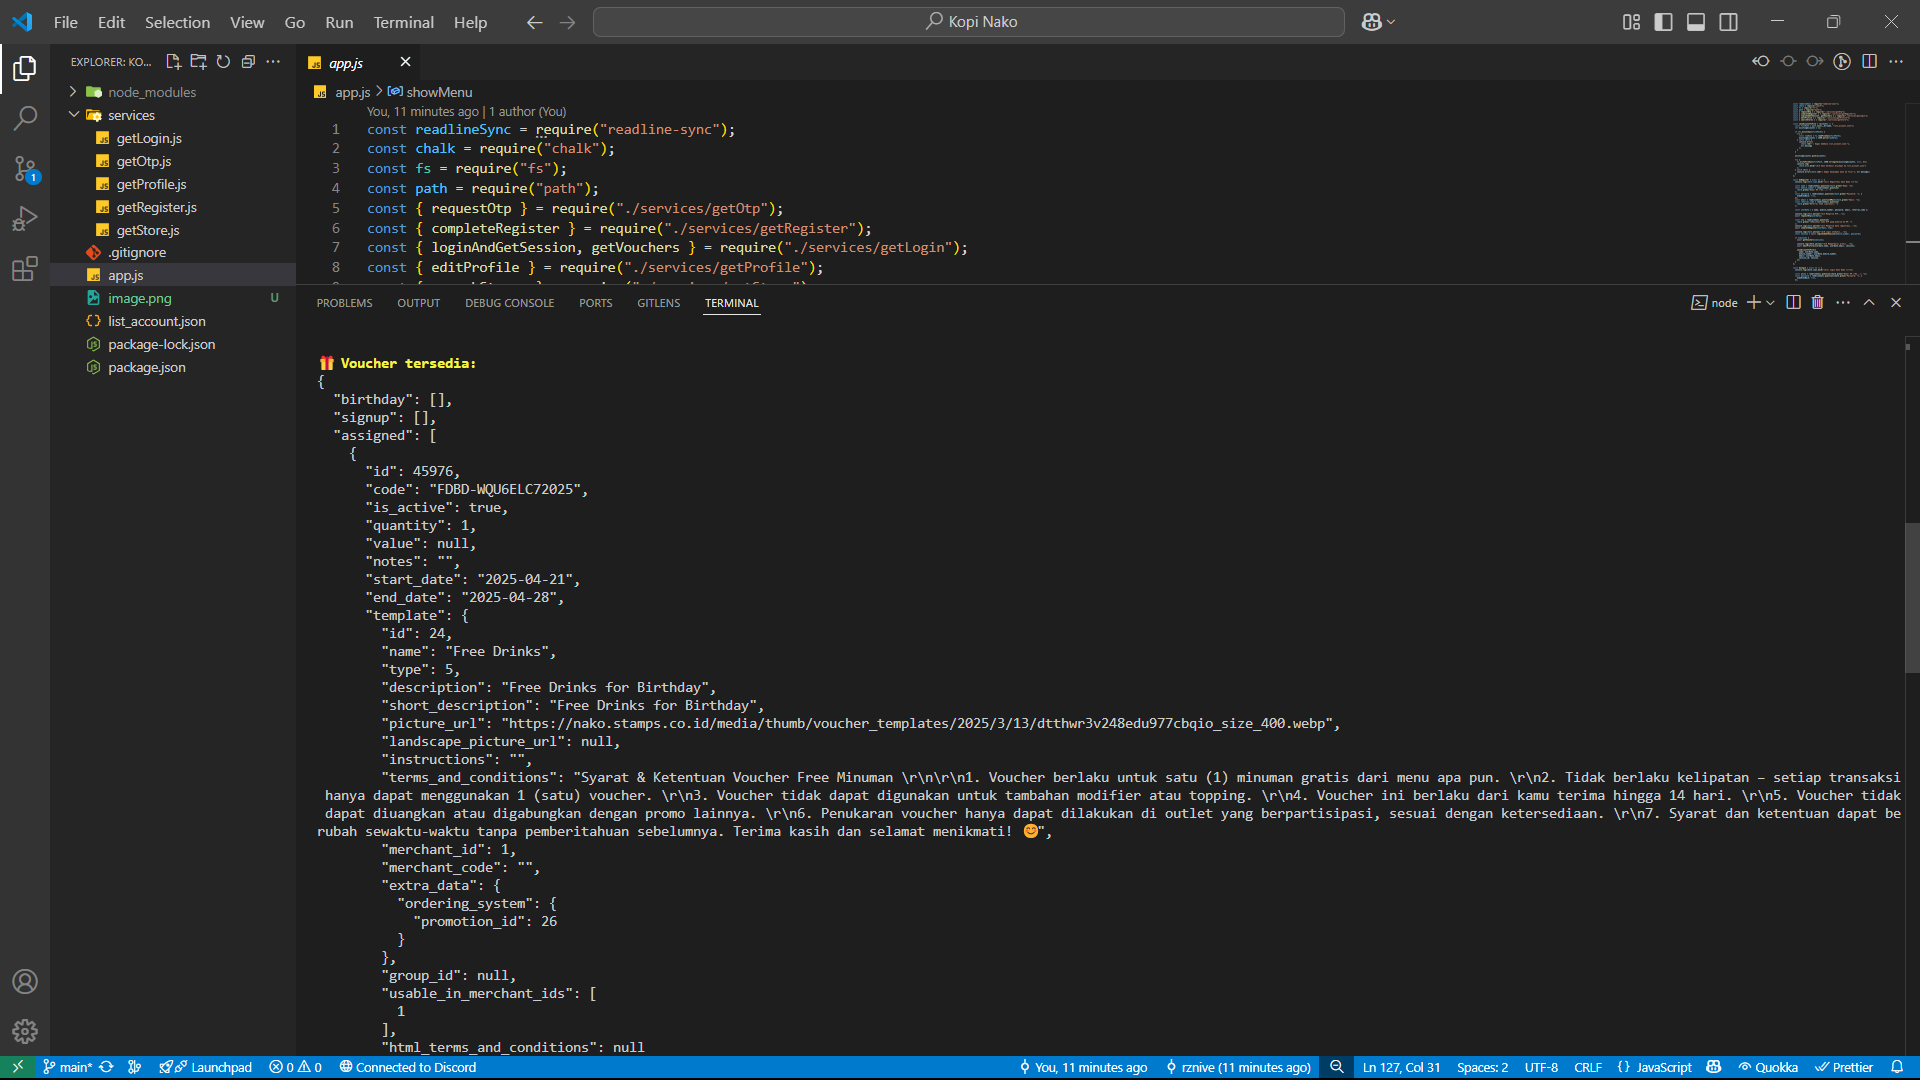 File Edit Selection View Go Run Terminal Help
Kopi Nako
EXPLORER: KO...
node_modules
services
getLogin.js
getOtp.js
getProfile.js
getRegister.js
getStore.js
.gitignore
app.js
image.png U
list_account.json
package-lock.json
package.json
1
app.js
app.js > showMenu
You, 11 minutes ago | 1 author (You)
1 const readlineSync = require("readline-sync");
2 const chalk = require("chalk");
3 const fs = require("fs");
4 const path = require("path");
5 const { requestOtp } = require("./services/getOtp");
6 const { completeRegister } = require("./services/getRegister");
7 const { loginAndGetSession, getVouchers } = require("./services/getLogin");
8 const { editProfile } = require("./services/getProfile");
PROBLEMS OUTPUT DEBUG CONSOLE PORTS GITLENS TERMINAL
node
🎁 Voucher tersedia:
{
"birthday": [],
"signup": [],
"assigned": [
{
"id": 45976,
"code": "FDBD-WQU6ELC72025",
"is_active": true,
"quantity": 1,
"value": null,
"notes": "",
"start_date": "2025-04-21",
"end_date": "2025-04-28",
"template": {
"id": 24,
"name": "Free Drinks",
"type": 5,
"description": "Free Drinks for Birthday",
"short_description": "Free Drinks for Birthday",
"picture_url": "https://nako.stamps.co.id/media/thumb/voucher_templates/2025/3/13/dtthwr3v248edu977cbqio_size_400.webp",
"landscape_picture_url": null,
"instructions": "",
"terms_and_conditions": "Syarat & Ketentuan Voucher Free Minuman \r\n\r\n1. Voucher berlaku untuk satu (1) minuman gratis dari menu apa pun. \r\n2. Tidak berlaku kelipatan – setiap transaksi
hanya dapat menggunakan 1 (satu) voucher. \r\n3. Voucher tidak dapat digunakan untuk tambahan modifier atau topping. \r\n4. Voucher ini berlaku dari kamu terima hingga 14 hari. \r\n5. Voucher tidak
dapat diuangkan atau digabungkan dengan promo lainnya. \r\n6. Penukaran voucher hanya dapat dilakukan di outlet yang berpartisipasi, sesuai dengan ketersediaan. \r\n7. Syarat dan ketentuan dapat be
rubah sewaktu-waktu tanpa pemberitahuan sebelumnya. Terima kasih dan selamat menikmati! 😊",
"merchant_id": 1,
"merchant_code": "",
"extra_data": {
"ordering_system": {
"promotion_id": 26
}
},
"group_id": null,
"usable_in_merchant_ids": [
1
],
"html_terms_and_conditions": null
main* Launchpad 0 0 Connected to Discord You, 11 minutes ago rznive (11 minutes ago) Ln 127, Col 31 Spaces: 2 UTF-8 CRLF {} JavaScript Quokka Prettier